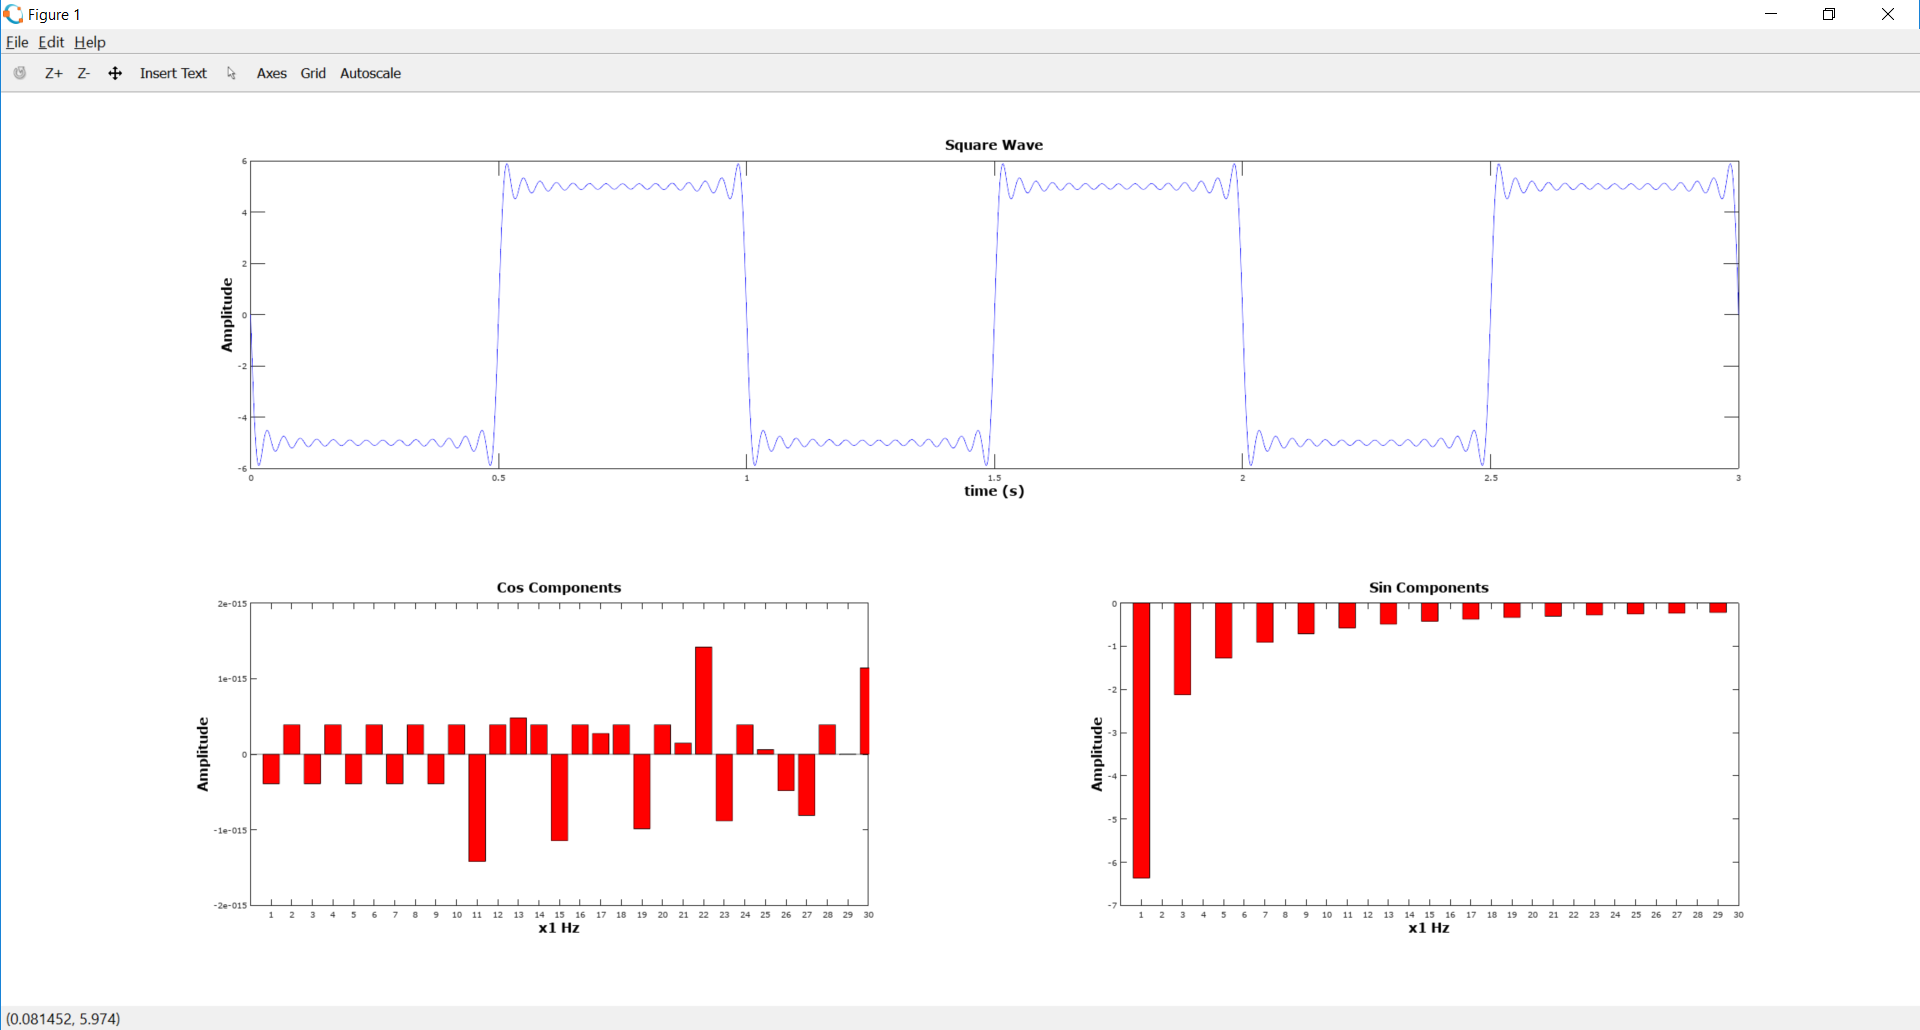 Figure 1
File Edit Help
Z+ Z- Insert Text Axes Grid Autoscale
Square Wave
6
4
2
0
-2
-4
-6
Amplitude
0 0.5 1 1.5 2 2.5 3
time (s)
Cos Components
2e-015
1e-015
0
-1e-015
-2e-015
Amplitude
1 2 3 4 5 6 7 8 9 10 11 12 13 14 15 16 17 18 19 20 21 22 23 24 25 26 27 28 29 30
x1 Hz
Sin Components
0
-1
-2
-3
-4
-5
-6
-7
Amplitude
1 2 3 4 5 6 7 8 9 10 11 12 13 14 15 16 17 18 19 20 21 22 23 24 25 26 27 28 29 30
x1 Hz
(0.081452, 5.974)